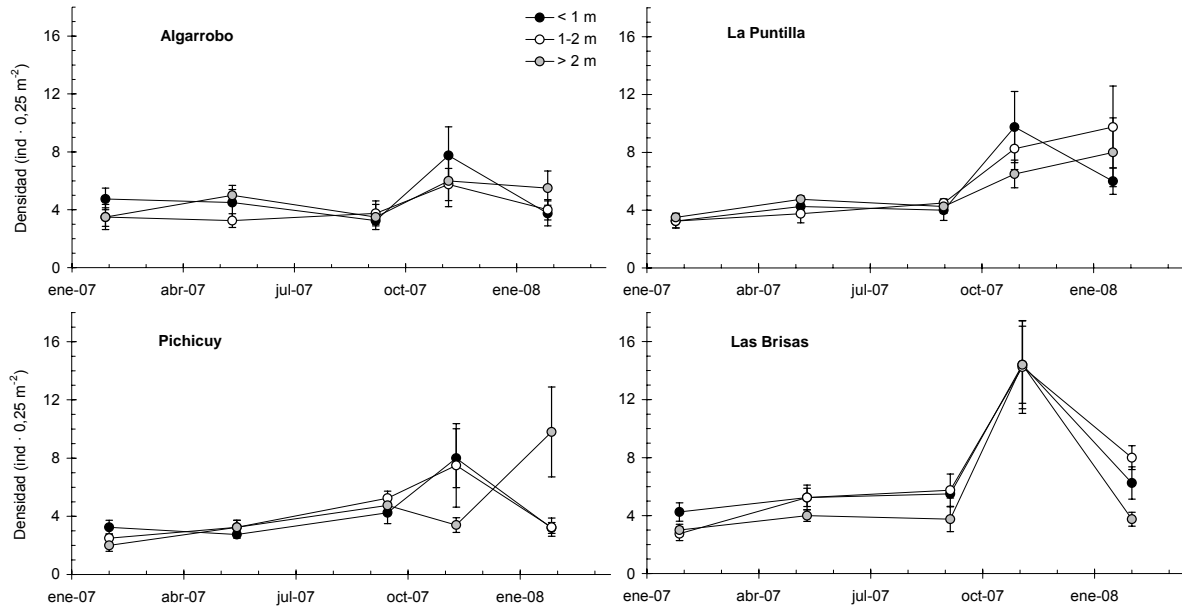 Algarrobo
< 1 m
1-2 m
> 2 m
Densidad (ind · 0,25 m⁻²)
16
12
8
4
0
ene-07 abr-07 jul-07 oct-07 ene-08
La Puntilla
16
12
8
4
0
ene-07 abr-07 jul-07 oct-07 ene-08
Pichicuy
Densidad (ind · 0,25 m⁻²)
16
12
8
4
0
ene-07 abr-07 jul-07 oct-07 ene-08
Las Brisas
16
12
8
4
0
ene-07 abr-07 jul-07 oct-07 ene-08